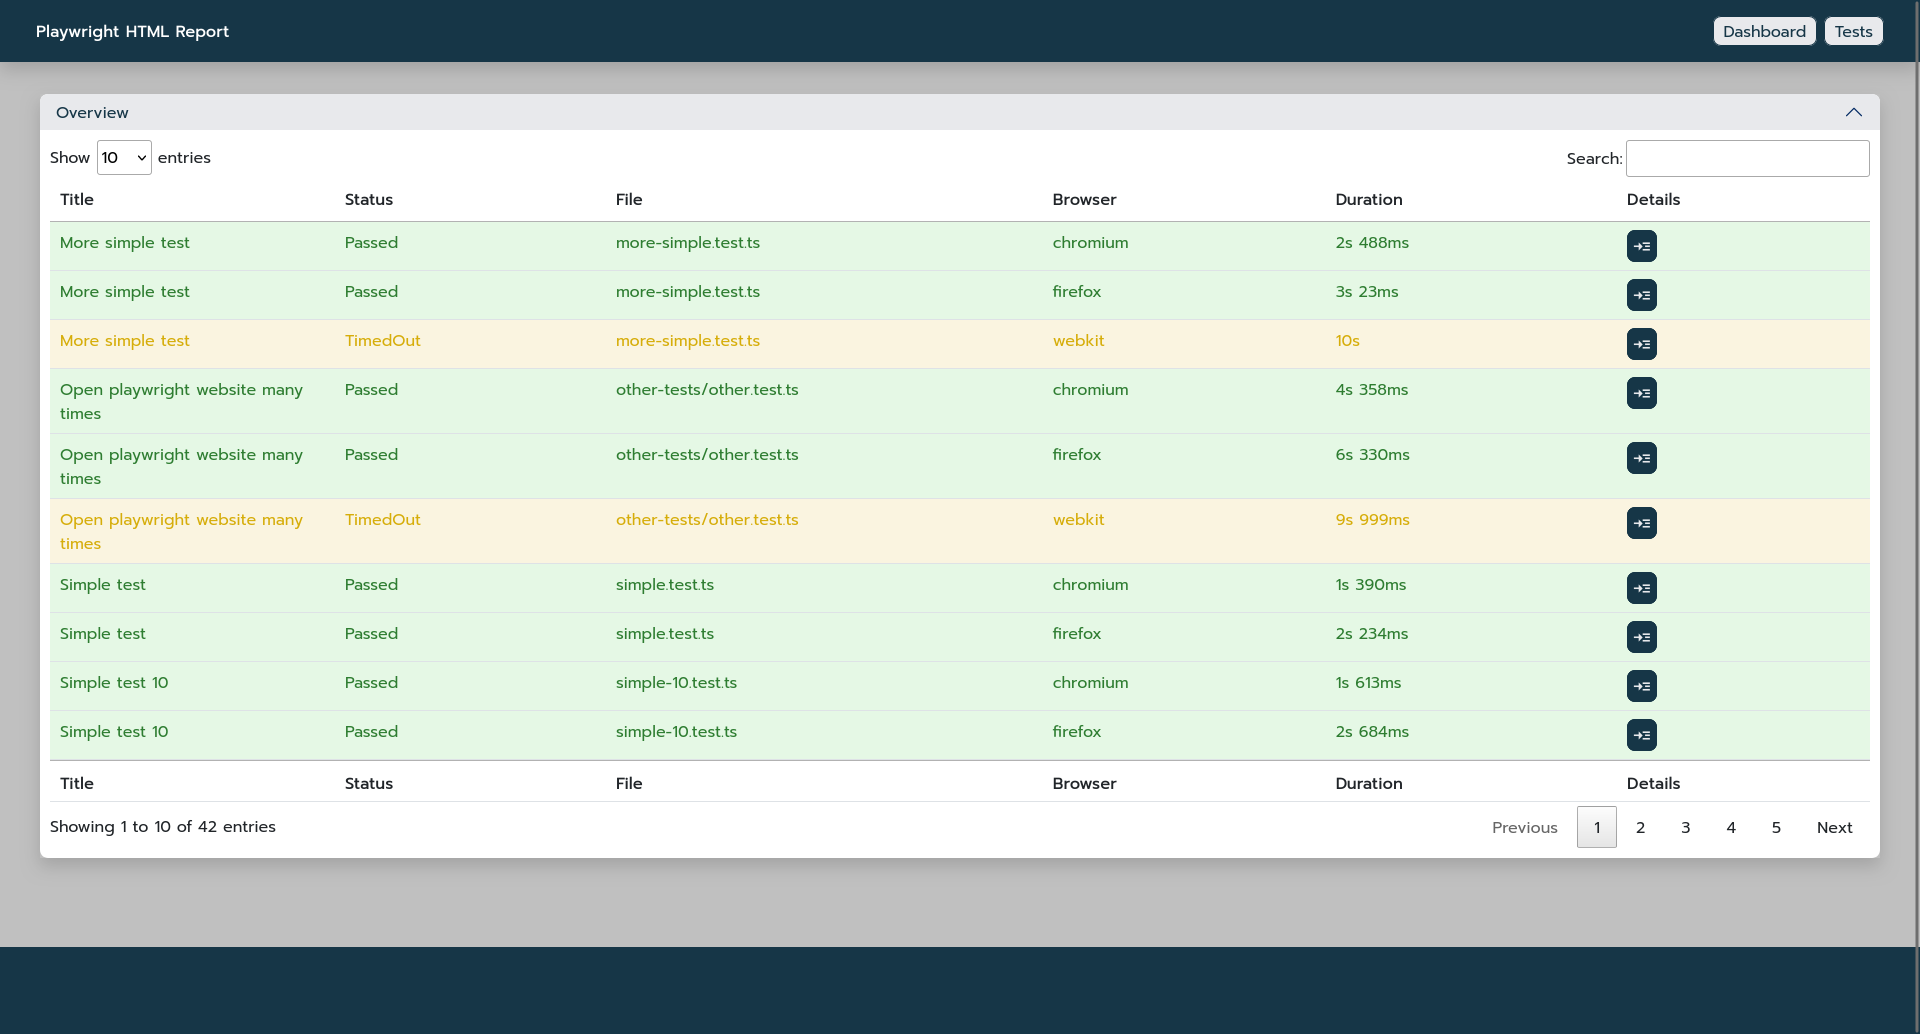 Playwright HTML Report
Dashboard Tests
Overview
Show 10 entries Search:
Title Status File Browser Duration Details
More simple test Passed more-simple.test.ts chromium 2s 488ms
More simple test Passed more-simple.test.ts firefox 3s 23ms
More simple test TimedOut more-simple.test.ts webkit 10s
Open playwright website many Passed other-tests/other.test.ts chromium 4s 358ms
times
Open playwright website many Passed other-tests/other.test.ts firefox 6s 330ms
times
Open playwright website many TimedOut other-tests/other.test.ts webkit 9s 999ms
times
Simple test Passed simple.test.ts chromium 1s 390ms
Simple test Passed simple.test.ts firefox 2s 234ms
Simple test 10 Passed simple-10.test.ts chromium 1s 613ms
Simple test 10 Passed simple-10.test.ts firefox 2s 684ms
Title Status File Browser Duration Details
Showing 1 to 10 of 42 entries Previous 1 2 3 4 5 Next